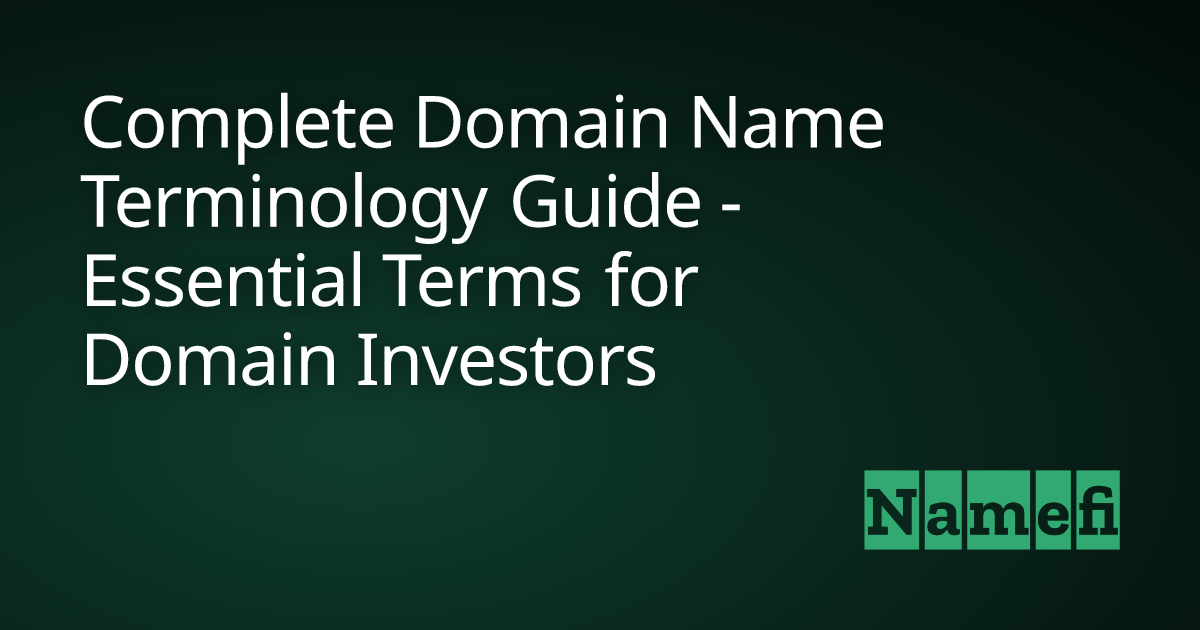 Complete Domain Name
Terminology Guide -
Essential Terms for
Domain Investors
Namefi